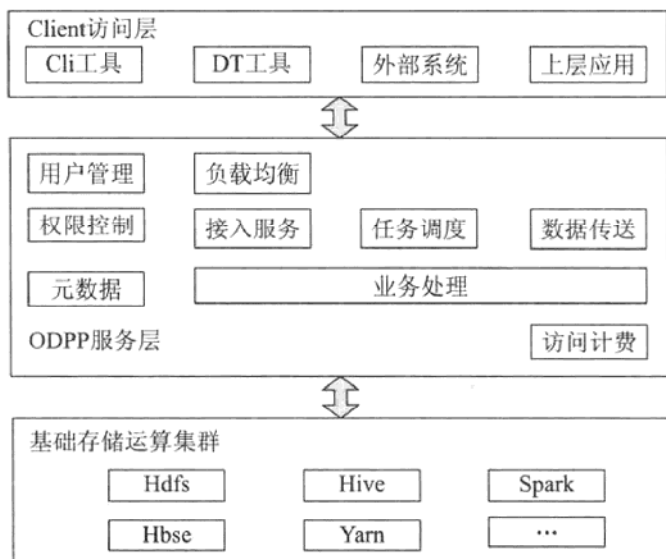 Client访问层
Cli工具 DT工具 外部系统 上层应用
用户管理 负载均衡
权限控制 接入服务 任务调度 数据传送
元数据 业务处理
ODPP服务层 访问计费
基础存储运算集群
Hdfs Hive Spark
Hbse Yarn …